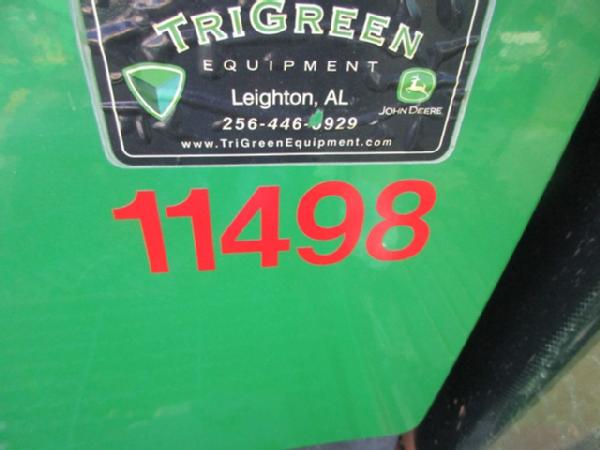 TRIGREEN
EQUIPMENT
Leighton, AL
JOHN DEERE
www.TriGreenEquipment.com
11498